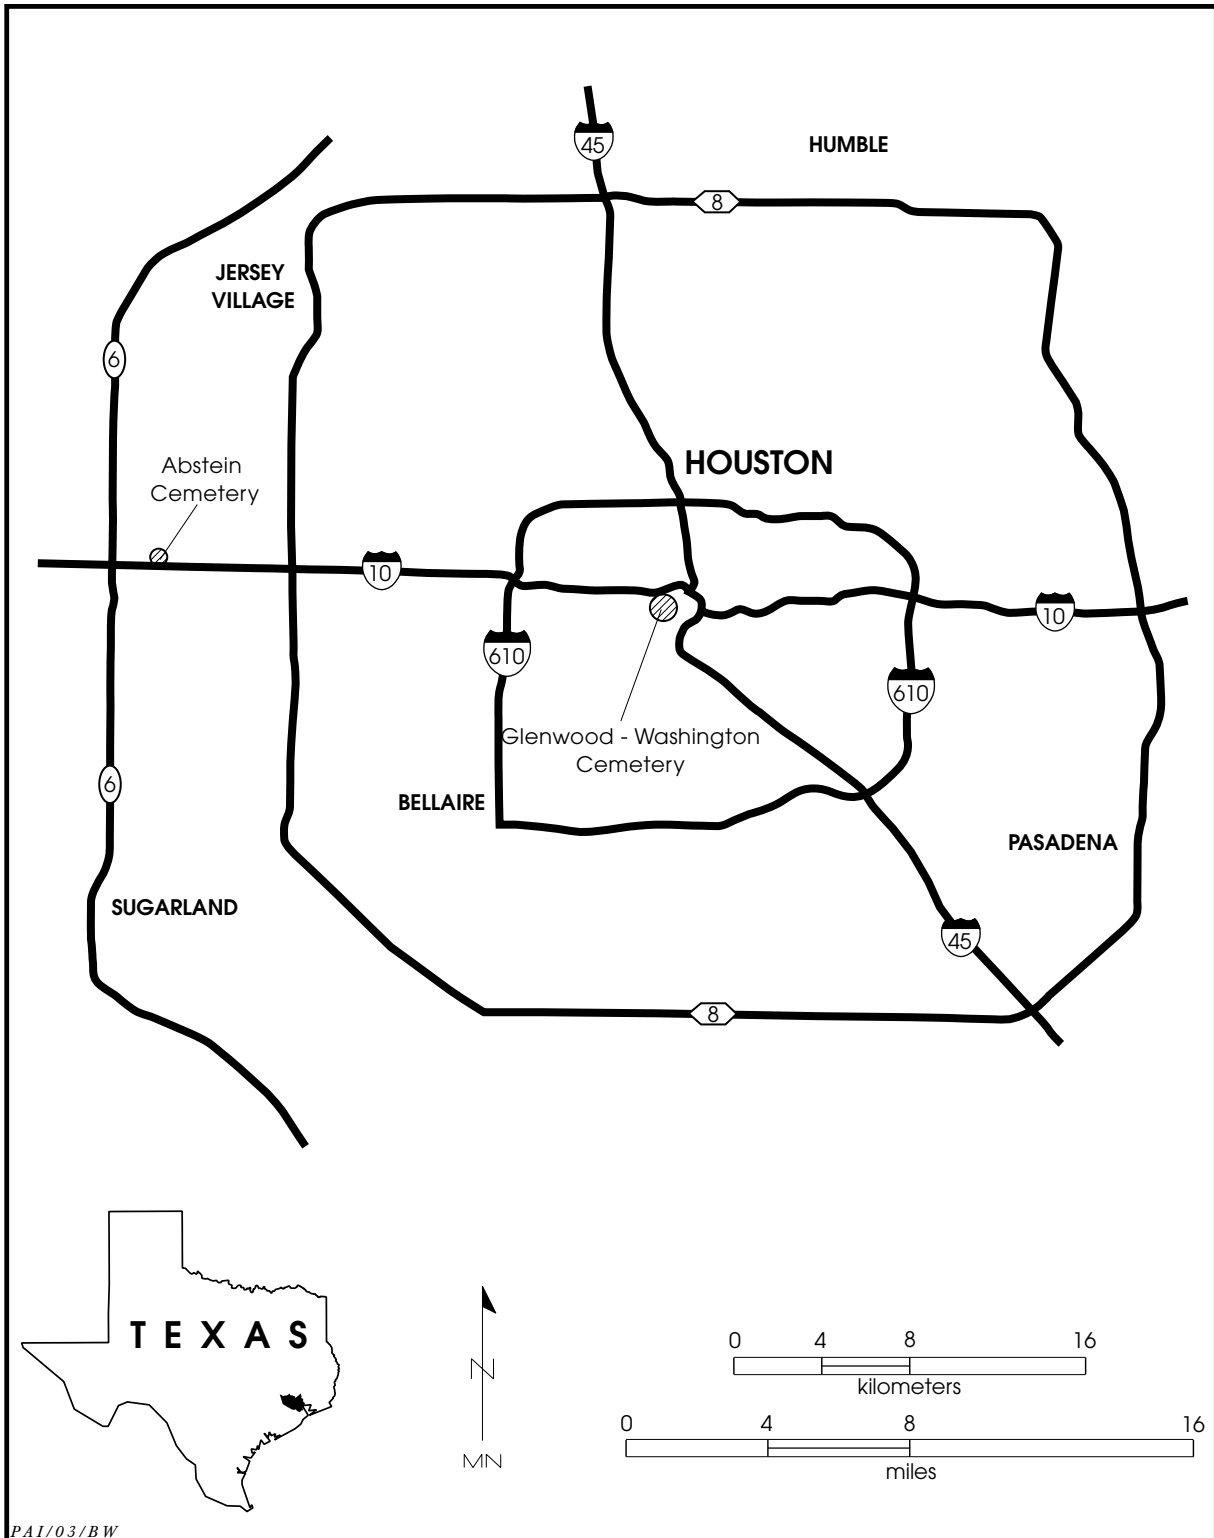 45
HUMBLE
8
JERSEY
VILLAGE
6
HOUSTON
Abstein
Cemetery
10
10
610
610
Glenwood - Washington
Cemetery
6
BELLAIRE
PASADENA
SUGARLAND
45
8
TEXAS
N
MN
0 4 8 16
kilometers
0 4 8 16
miles
PAI/03/BW